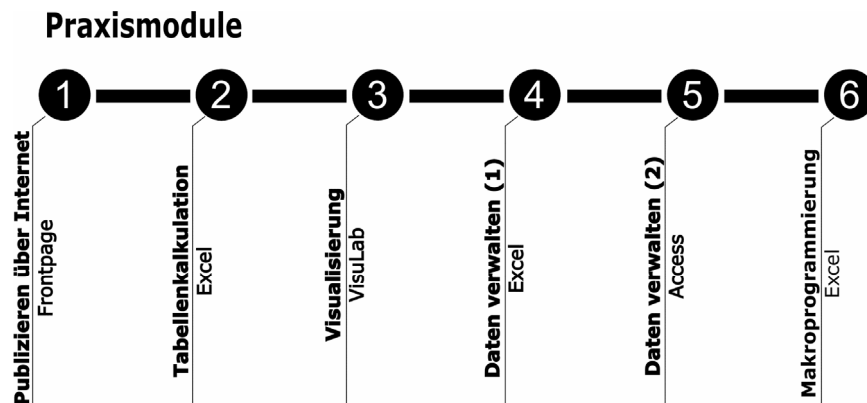 Praxismodule
1
2
3
4
5
6
Publizieren über Internet
Frontpage
Tabellenkalkulation
Excel
Visualisierung
VisuLab
Daten verwalten (1)
Excel
Daten verwalten (2)
Access
Makroprogrammierung
Excel